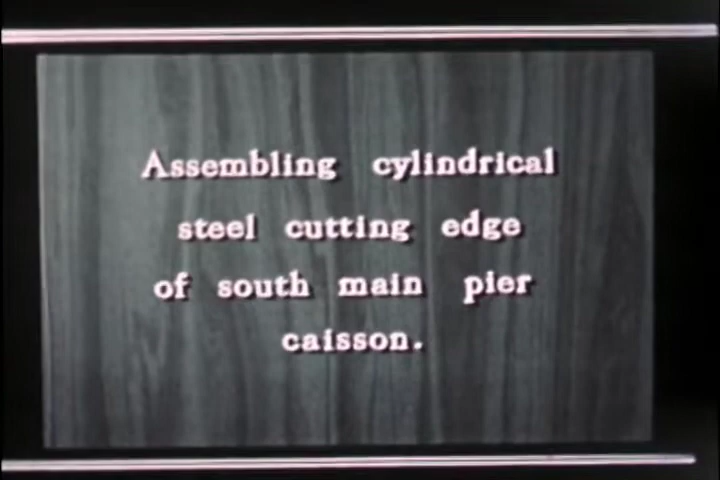 Assembling cylindrical
steel cutting edge
of south main pier
caisson.